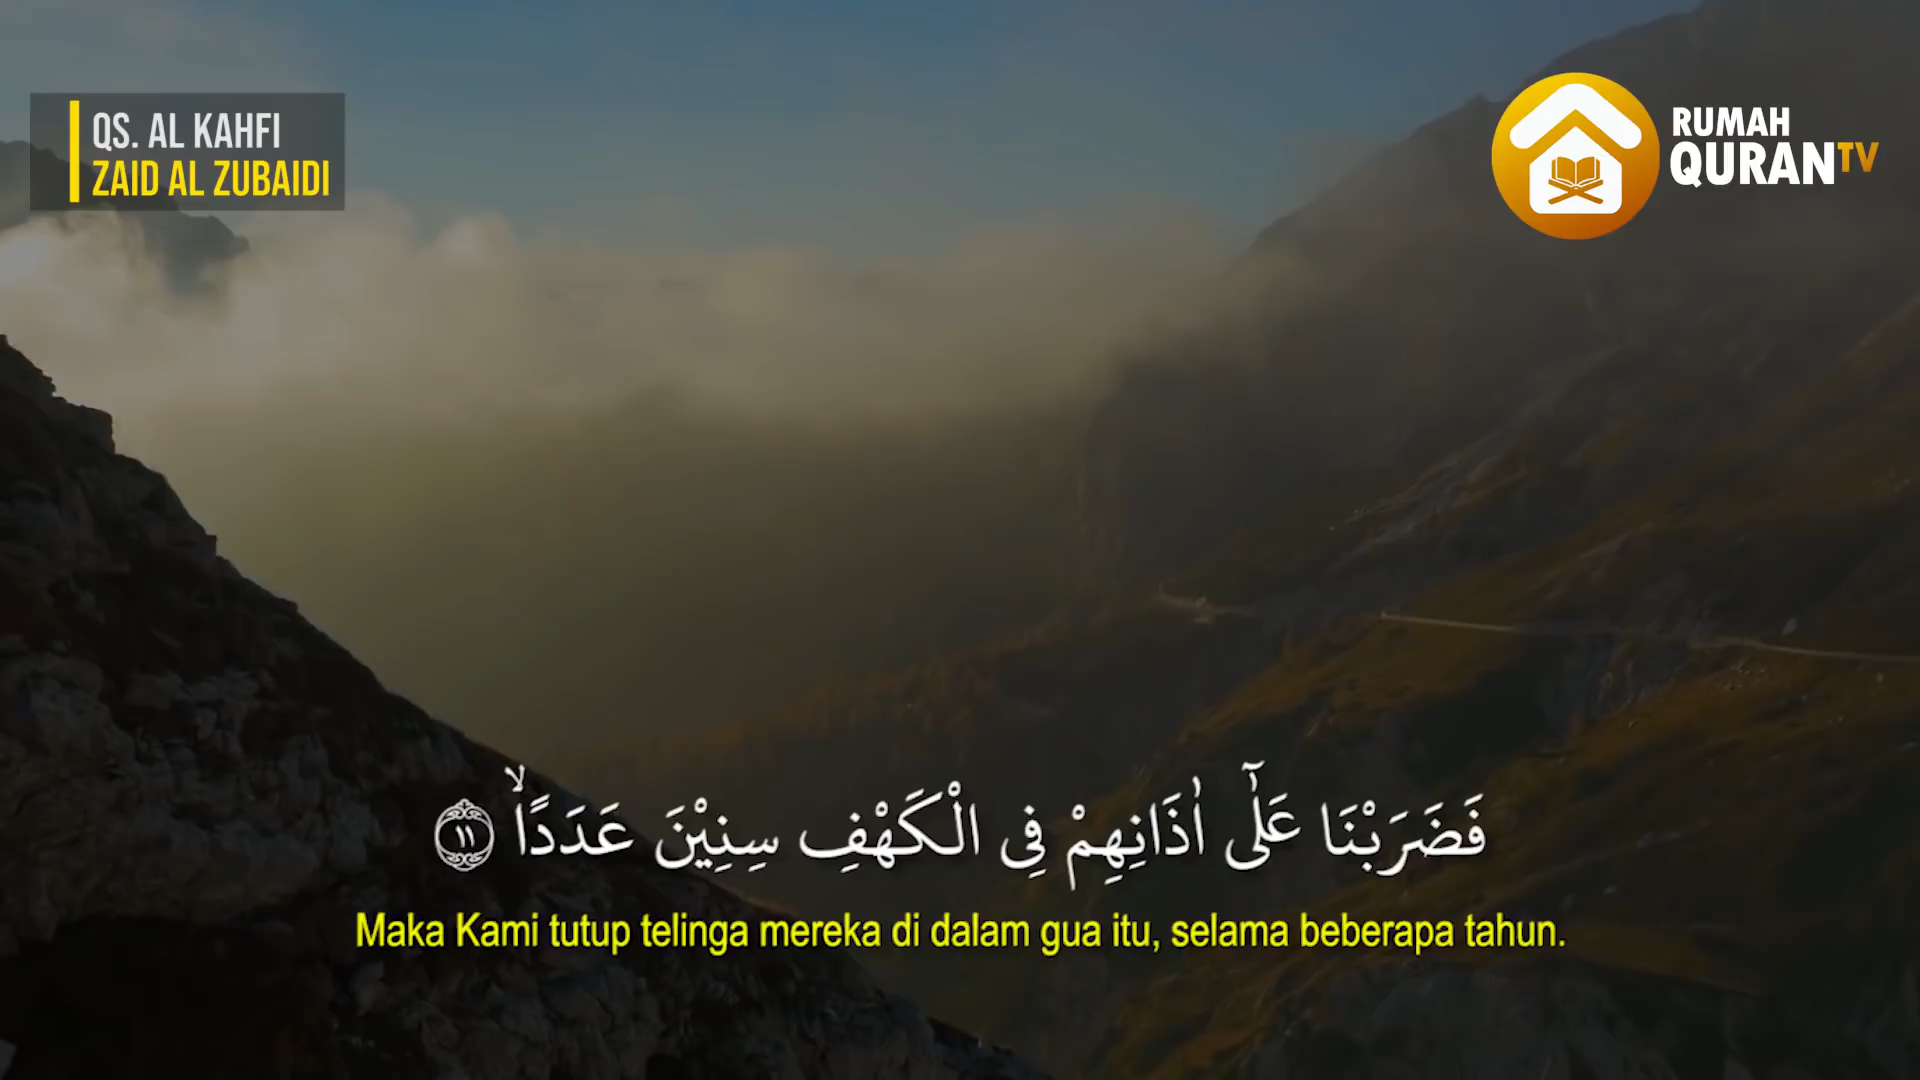 QS. AL KAHFI
ZAID AL ZUBAIDI
RUMAH
QURANTV
فَضَرَبْنَا عَلٰٓى اٰذَانِهِمْ فِى الْكَهْفِ سِنِيْنَ عَدَدًاۙ ١١
Maka Kami tutup telinga mereka di dalam gua itu, selama beberapa tahun.